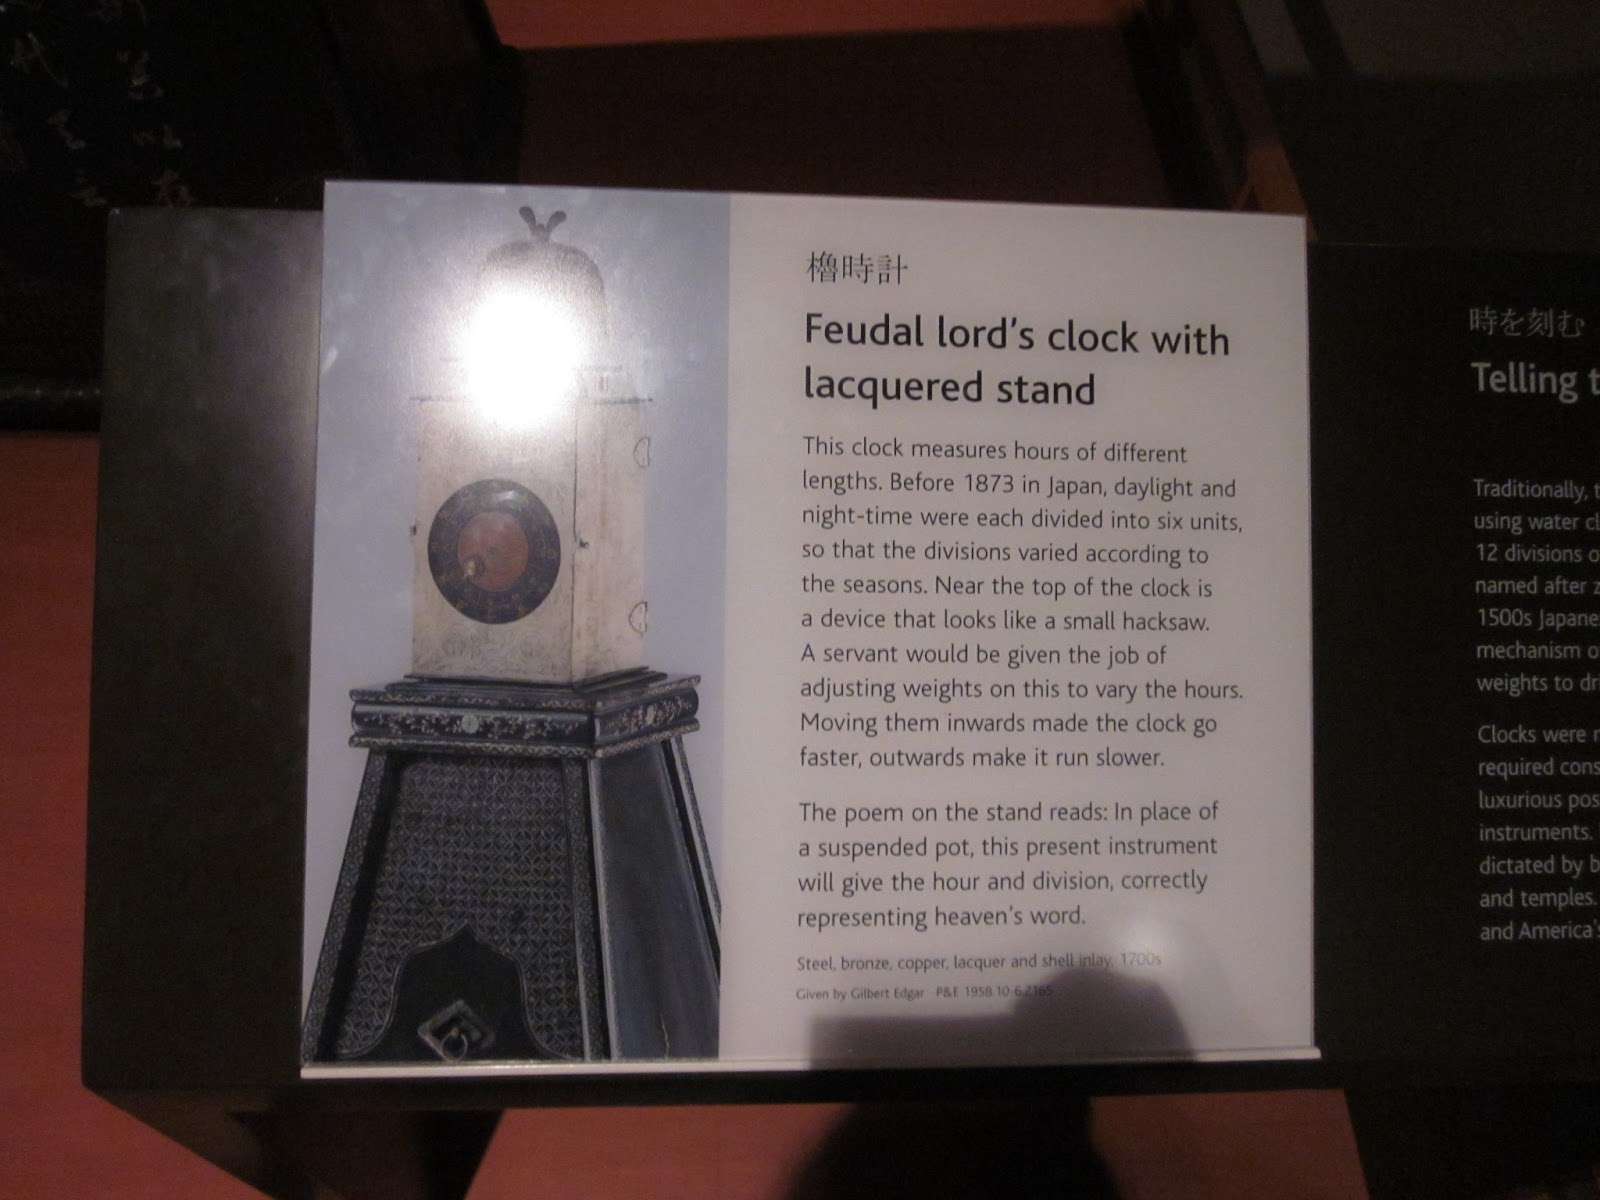 櫓時計
Feudal lord's clock with
lacquered stand
This clock measures hours of different
lengths. Before 1873 in Japan, daylight and
night-time were each divided into six units,
so that the divisions varied according to
the seasons. Near the top of the clock is
a device that looks like a small hacksaw.
A servant would be given the job of
adjusting weights on this to vary the hours.
Moving them inwards made the clock go
faster, outwards make it run slower.
The poem on the stand reads: In place of
a suspended pot, this present instrument
will give the hour and division, correctly
representing heaven's word.
Steel, bronze, copper, lacquer and shell inlay, 1700s
Given by Gilbert Edgar P&E 1958,10-6.2165
時を刻む
Telling
Traditionally,
using water
12 divisions
named after
1500s
mechanism
weights to
Clocks were
required
luxurious
instruments.
dictated by
and temples.
and America's